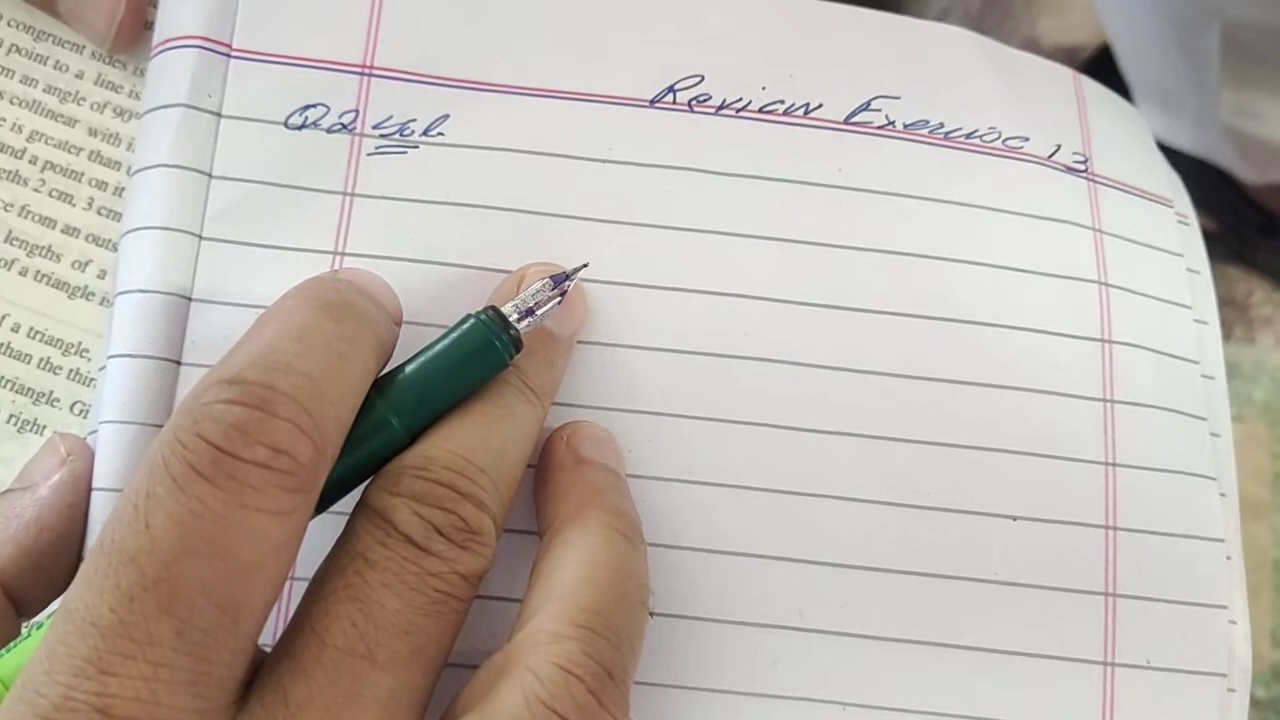 Review Exercise 13
Q.2 Sol.
congruent sides is
point to a line is
m an angle of 90°
s collinear with i
e is greater than
and a point on it
gths 2 cm, 3 cm
ce from an outs
lengths of a
of a triangle is
f a triangle,
than the thir
triangle. Gi
right